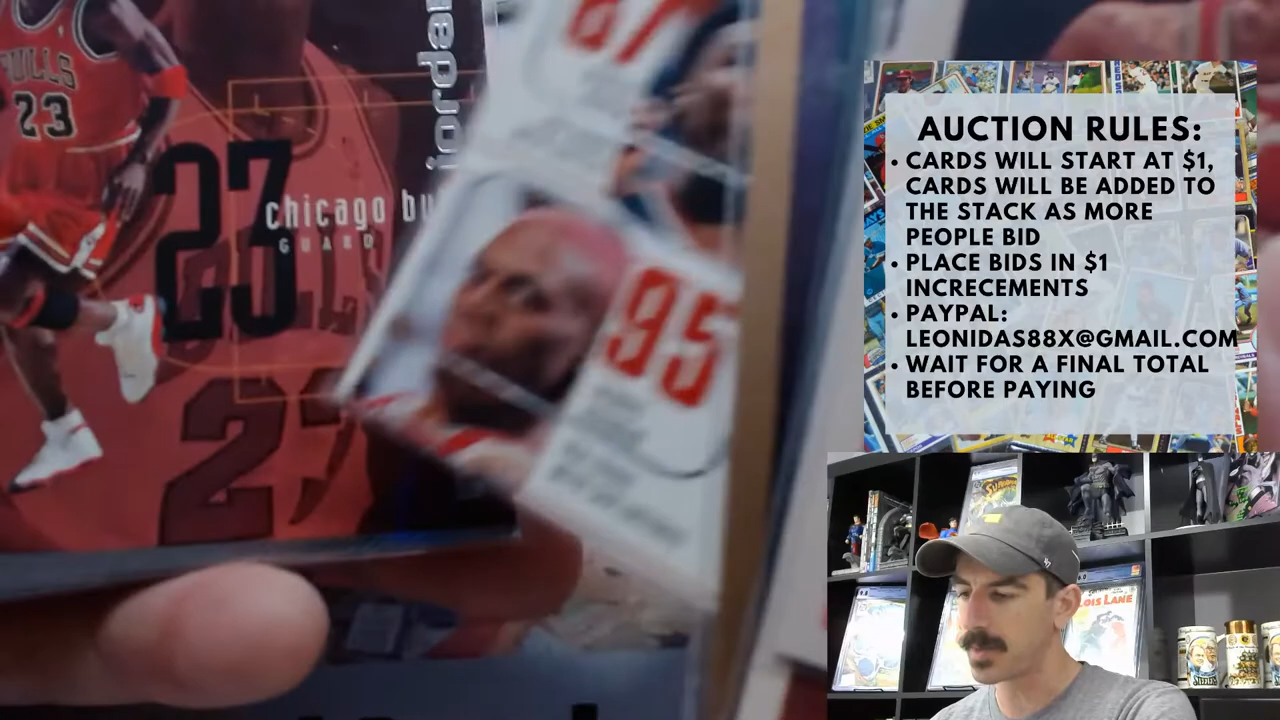 BULLS
23
jordan
23
chicago bu
GUARD
23
97
95
AUCTION RULES:
• CARDS WILL START AT $1,
CARDS WILL BE ADDED TO
THE STACK AS MORE
PEOPLE BID
• PLACE BIDS IN $1
INCRECEMENTS
• PAYPAL:
LEONIDAS88X@GMAIL.COM
• WAIT FOR A FINAL TOTAL
BEFORE PAYING
SUPERMAN
LOIS LANE